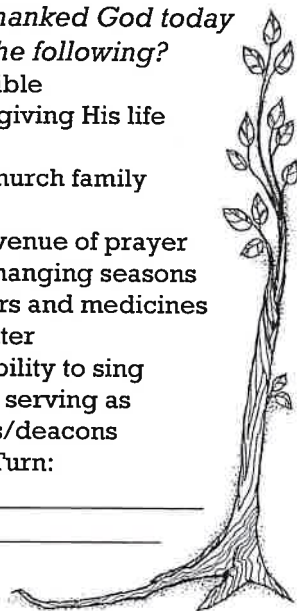 hanked God today
he following?
ible
giving His life
hurch family
venue of prayer
hanging seasons
rs and medicines
ter
bility to sing
serving as
s/deacons
Turn: